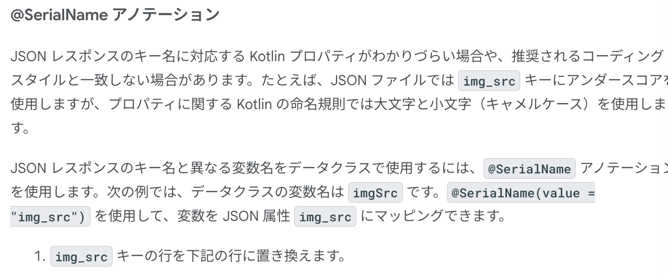 @SerialName アノテーション
JSON レスポンスのキー名に対応する Kotlin プロパティがわかりづらい場合や、推奨されるコーディング
スタイルと一致しない場合があります。たとえば、JSON ファイルでは img_src キーにアンダースコアを
使用しますが、プロパティに関する Kotlin の命名規則では大文字と小文字（キャメルケース）を使用しま
す。
JSON レスポンスのキー名と異なる変数名をデータクラスで使用するには、@SerialName アノテーション
を使用します。次の例では、データクラスの変数名は imgSrc です。@SerialName(value =
"img_src") を使用して、変数を JSON 属性 img_src にマッピングできます。
1. img_src キーの行を下記の行に置き換えます。